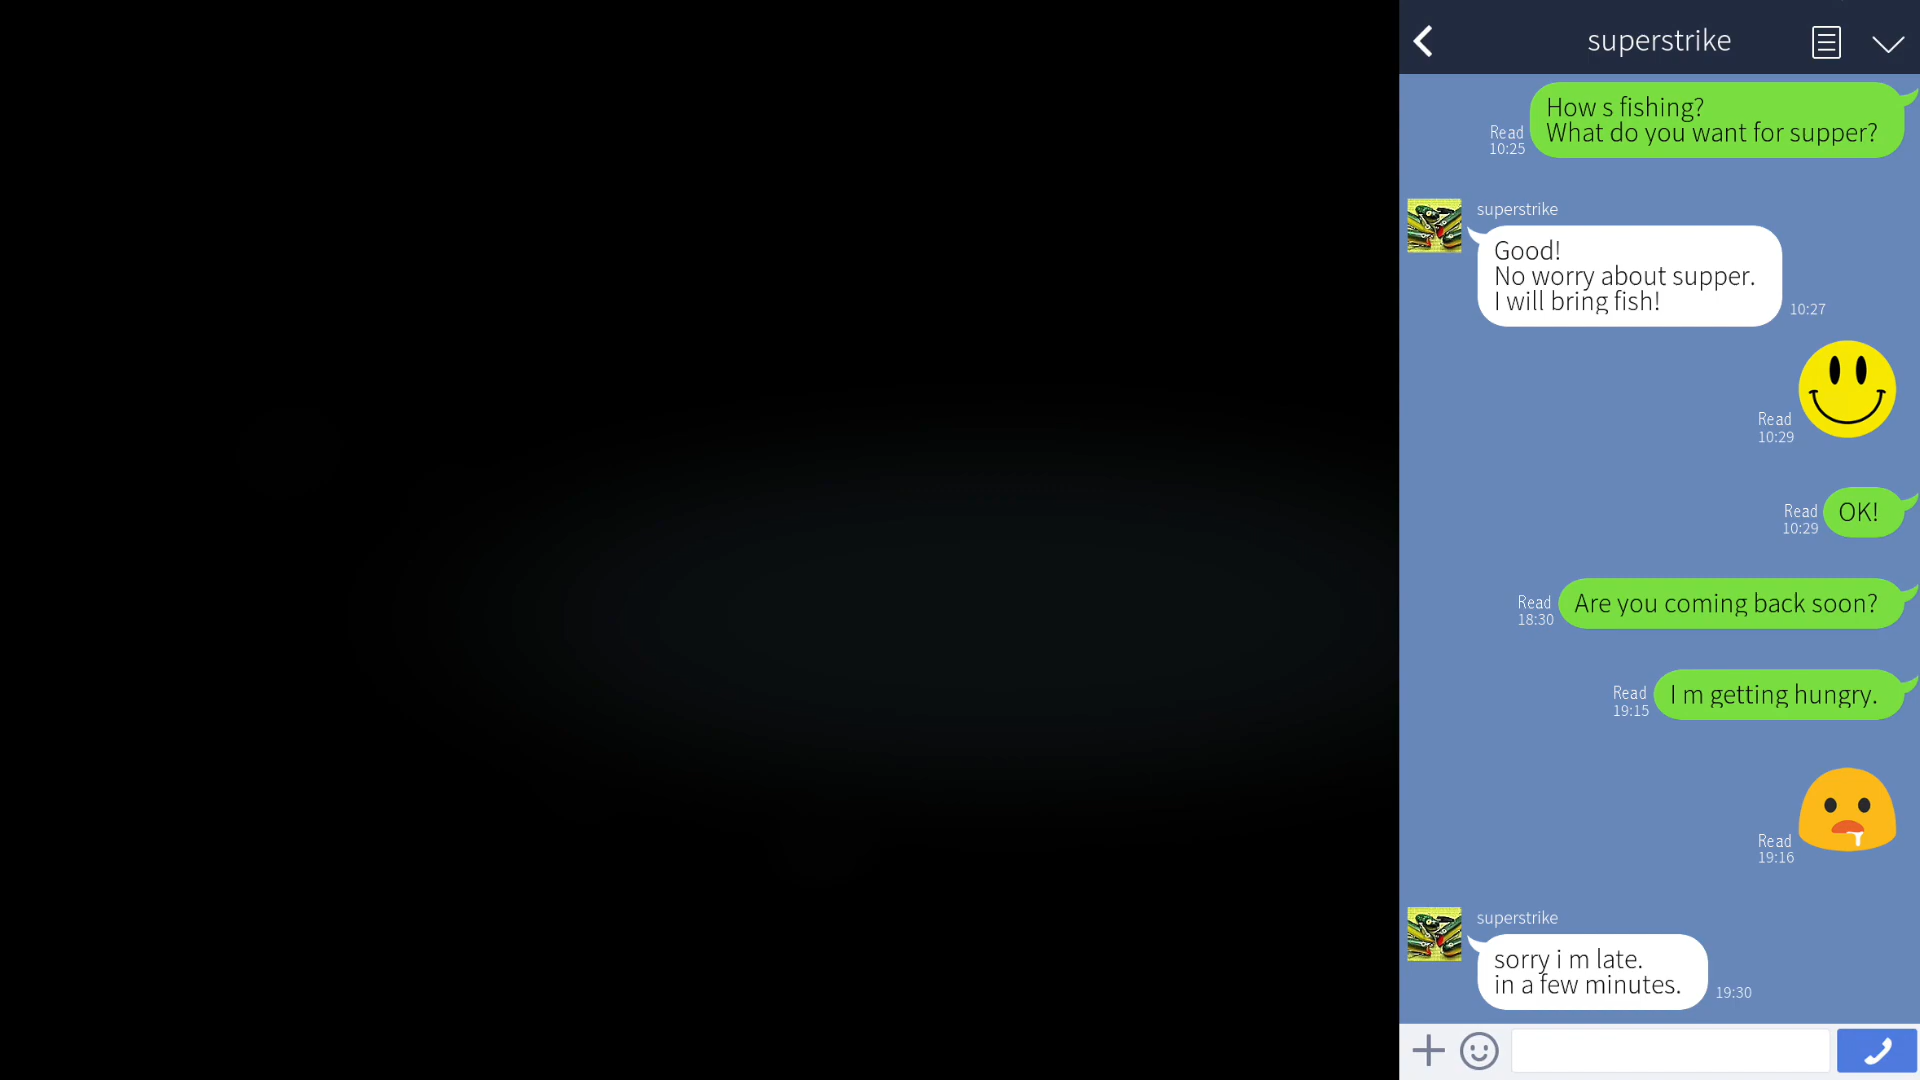 superstrike
How s fishing?
What do you want for supper?
Read
10:25
superstrike
Good!
No worry about supper.
I will bring fish!
10:27
Read
10:29
OK!
Read
10:29
Are you coming back soon?
Read
18:30
I m getting hungry.
Read
19:15
Read
19:16
superstrike
sorry i m late.
in a few minutes.
19:30